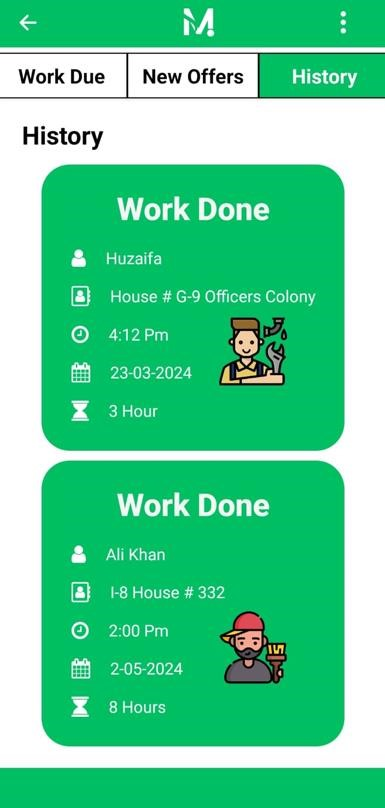 M
Work Due New Offers History
History
Work Done
Huzaifa
House # G-9 Officers Colony
4:12 Pm
23-03-2024
3 Hour
Work Done
Ali Khan
I-8 House # 332
2:00 Pm
2-05-2024
8 Hours